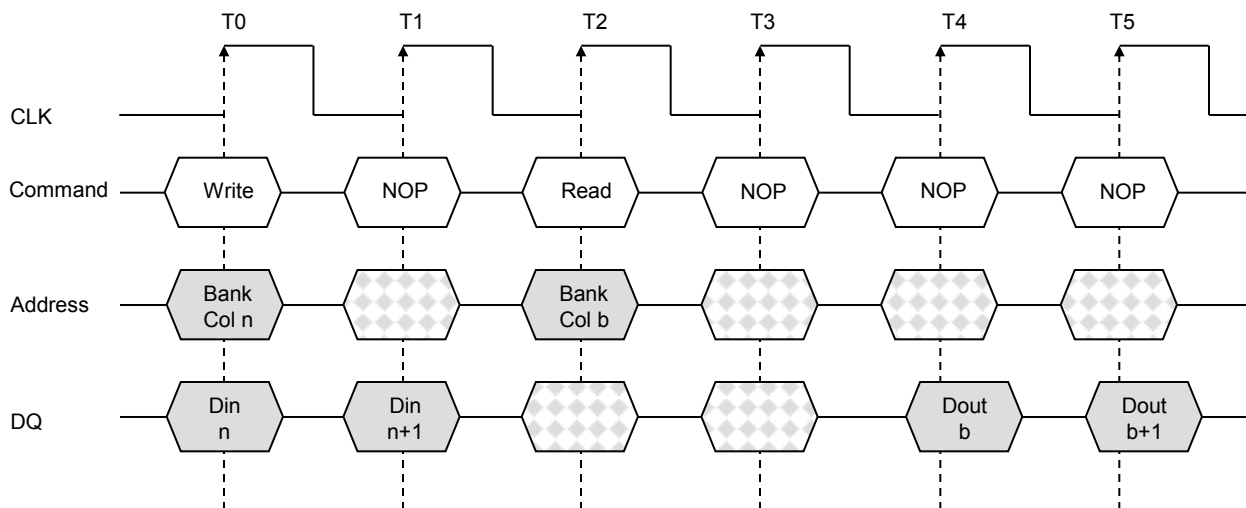 T0 T1 T2 T3 T4 T5
CLK
Command Write NOP Read NOP NOP NOP
Address
Bank
Col n
Bank
Col b
DQ
Din
n
Din
n+1
Dout
b
Dout
b+1